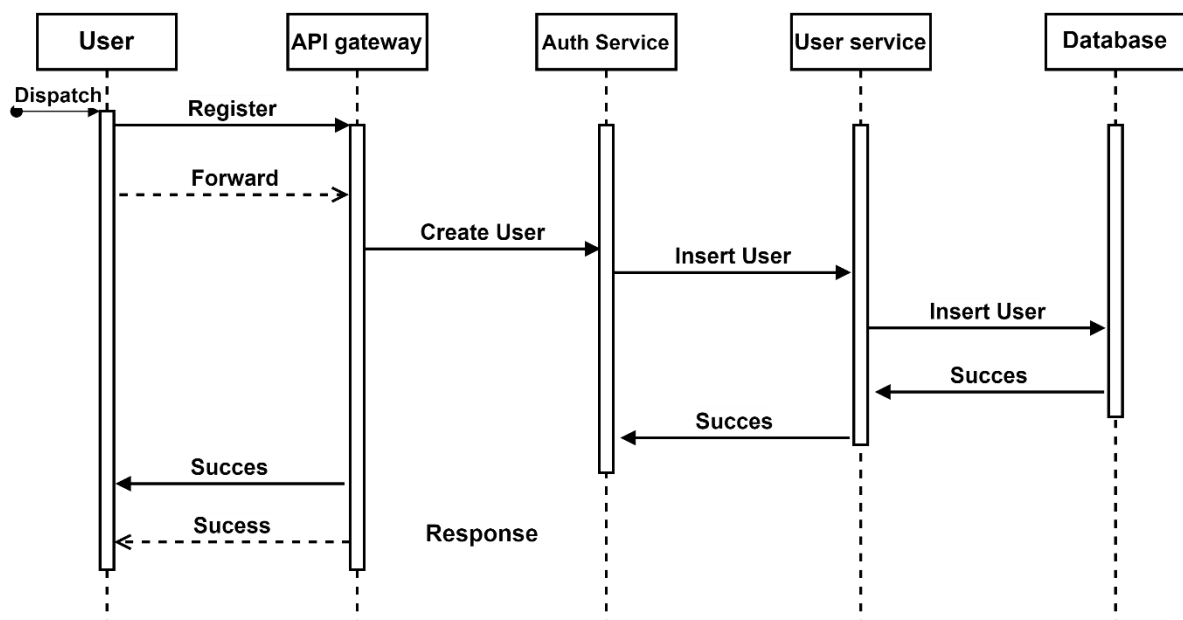 User
API gateway
Auth Service
User service
Database
Dispatch
Register
Forward
Create User
Insert User
Insert User
Succes
Succes
Succes
Sucess
Response